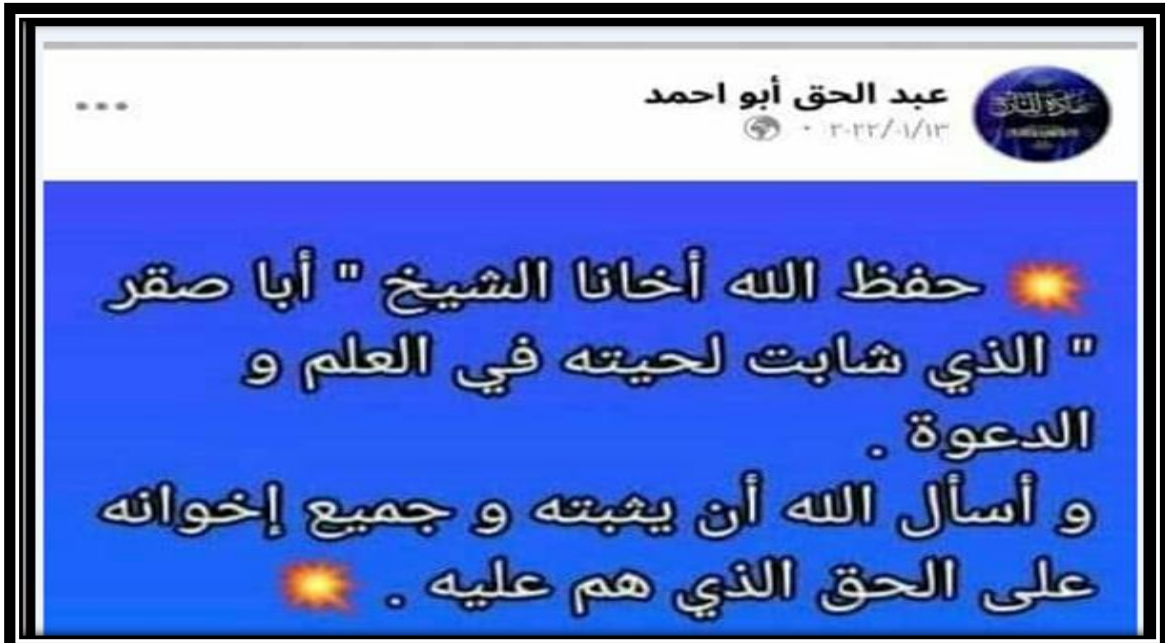 عبد الحق أبو احمد
٢٠٢٢/٠١/١٣ ·
💥 حفظ الله أخانا الشيخ " أبا صقر
" الذي شابت لحيته في العلم و
الدعوة .
و أسأل الله أن يثبته و جميع إخوانه
على الحق الذي هم عليه . 💥